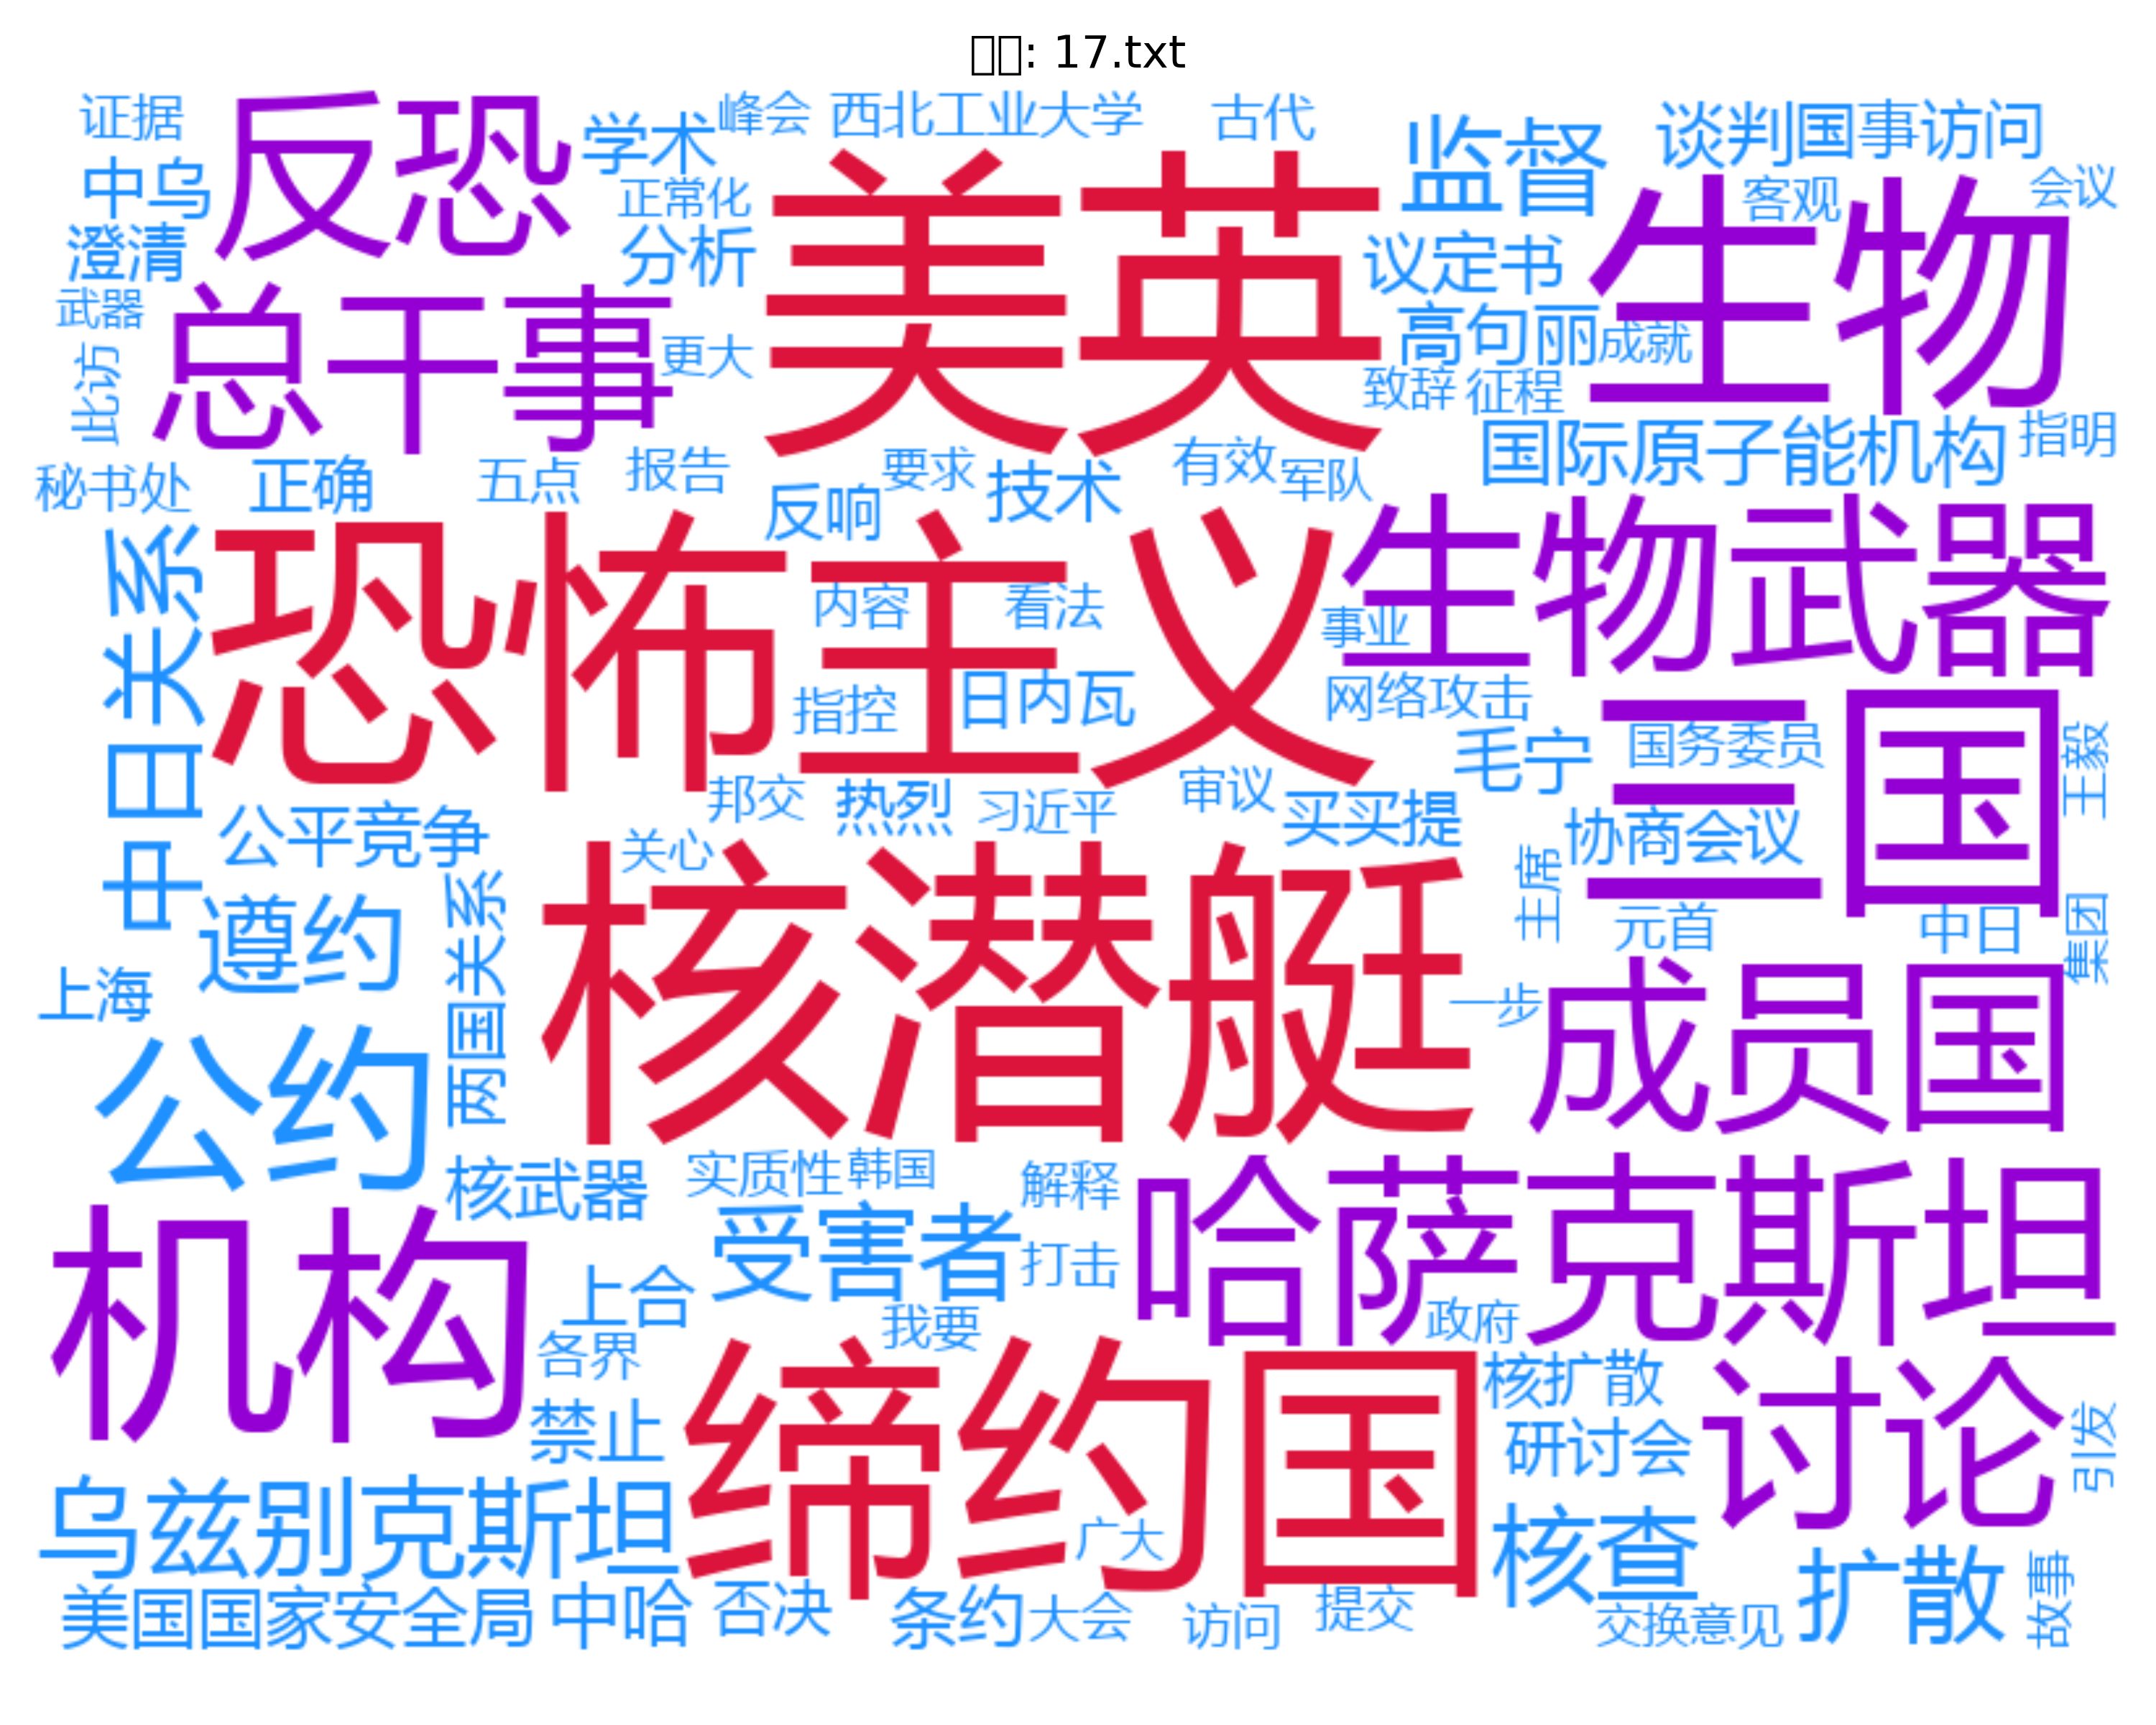 : 17.txt
证据
反恐
学术
峰会
西北工业大学
古代
监督
谈判
国事访问
中乌
正常化
美英
客观
会议
生物
澄清
分析
议定书
武器
总干事
更大
高句丽
成就
此访
致辞
征程
国际原子能机构
指明
秘书处
正确
五点
报告
要求
反响
技术
有效
军队
中日关系
恐怖主义
内容
看法
事业
生物武器
指控
日内瓦
网络攻击
毛宁
国务委员
三国
王毅
公平竞争
邦交
热烈
习近平
审议
买买提
协商会议
关心
主席
元首
中日
集团
遵约
两国关系
核潜艇
上海
一步
成员国
公约
核武器
实质性
韩国
解释
哈萨克斯坦
机构
受害者
打击
上合
我要
政府
各界
缔约国
核扩散
讨论
禁止
研讨会
引发
乌兹别克斯坦
广大
核查
扩散
故事
美国国家安全局
中哈
否决
条约
大会
访问
提交
交换意见